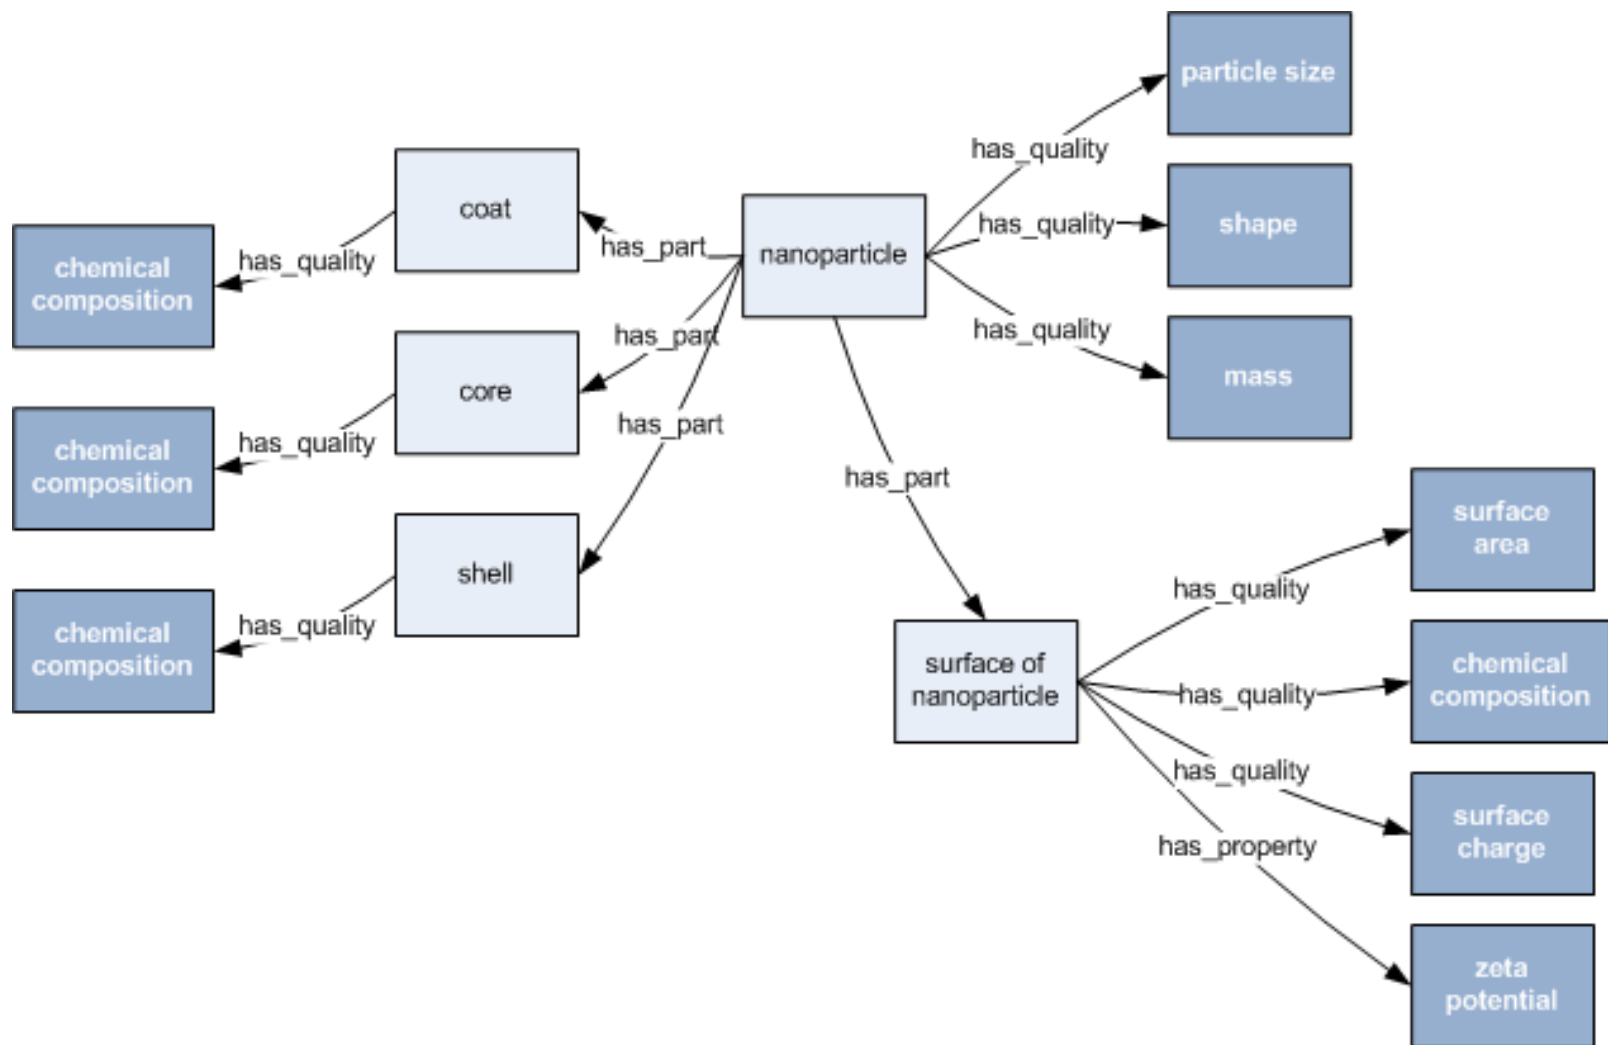 particle size
has_quality
coat
nanoparticle
has_quality
shape
has_part
chemical
composition
has_quality
has_part
has_quality
mass
core
has_part
has_quality
chemical
composition
has_part
surface
area
shell
has_quality
has_quality
chemical
composition
surface of
nanoparticle
has_quality
chemical
composition
has_quality
surface
charge
has_property
zeta
potential